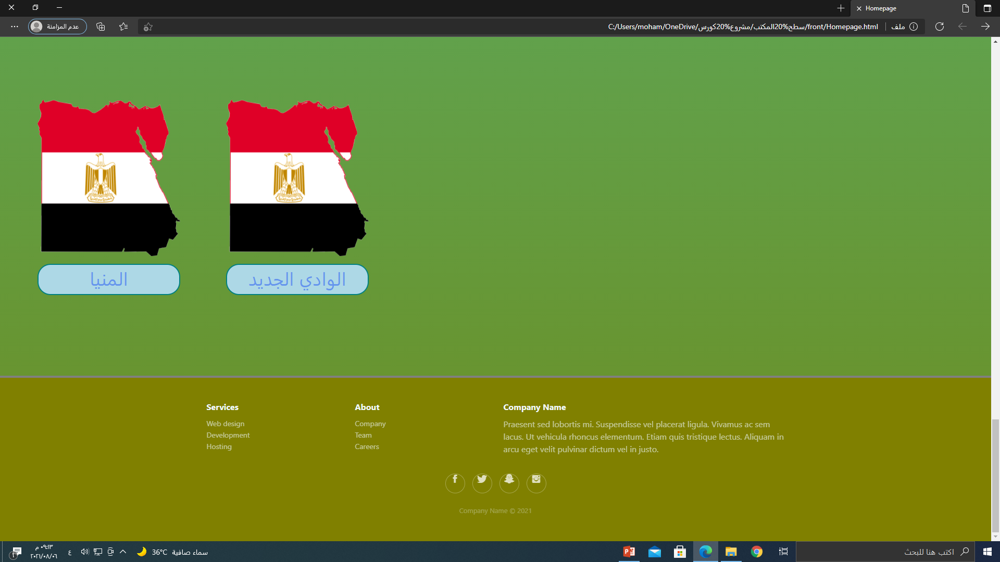 Homepage
عدم المزامنة
C:/Users/moham/OneDrive/سطح%20المكتب/مشروع%20كورس/front/Homepage.html
ملف
المنيا
الوادي الجديد
Services
Web design
Development
Hosting
About
Company
Team
Careers
Company Name
Praesent sed lobortis mi. Suspendisse vel placerat ligula. Vivamus ac sem
lacus. Ut vehicula rhoncus elementum. Etiam quis tristique lectus. Aliquam in
arcu eget velit pulvinar dictum vel in justo.
Company Name © 2021
٠٩:١٣ م
٢٠٢١/٠٨/٠٦
ع
36°C سماء صافية
اكتب هنا للبحث